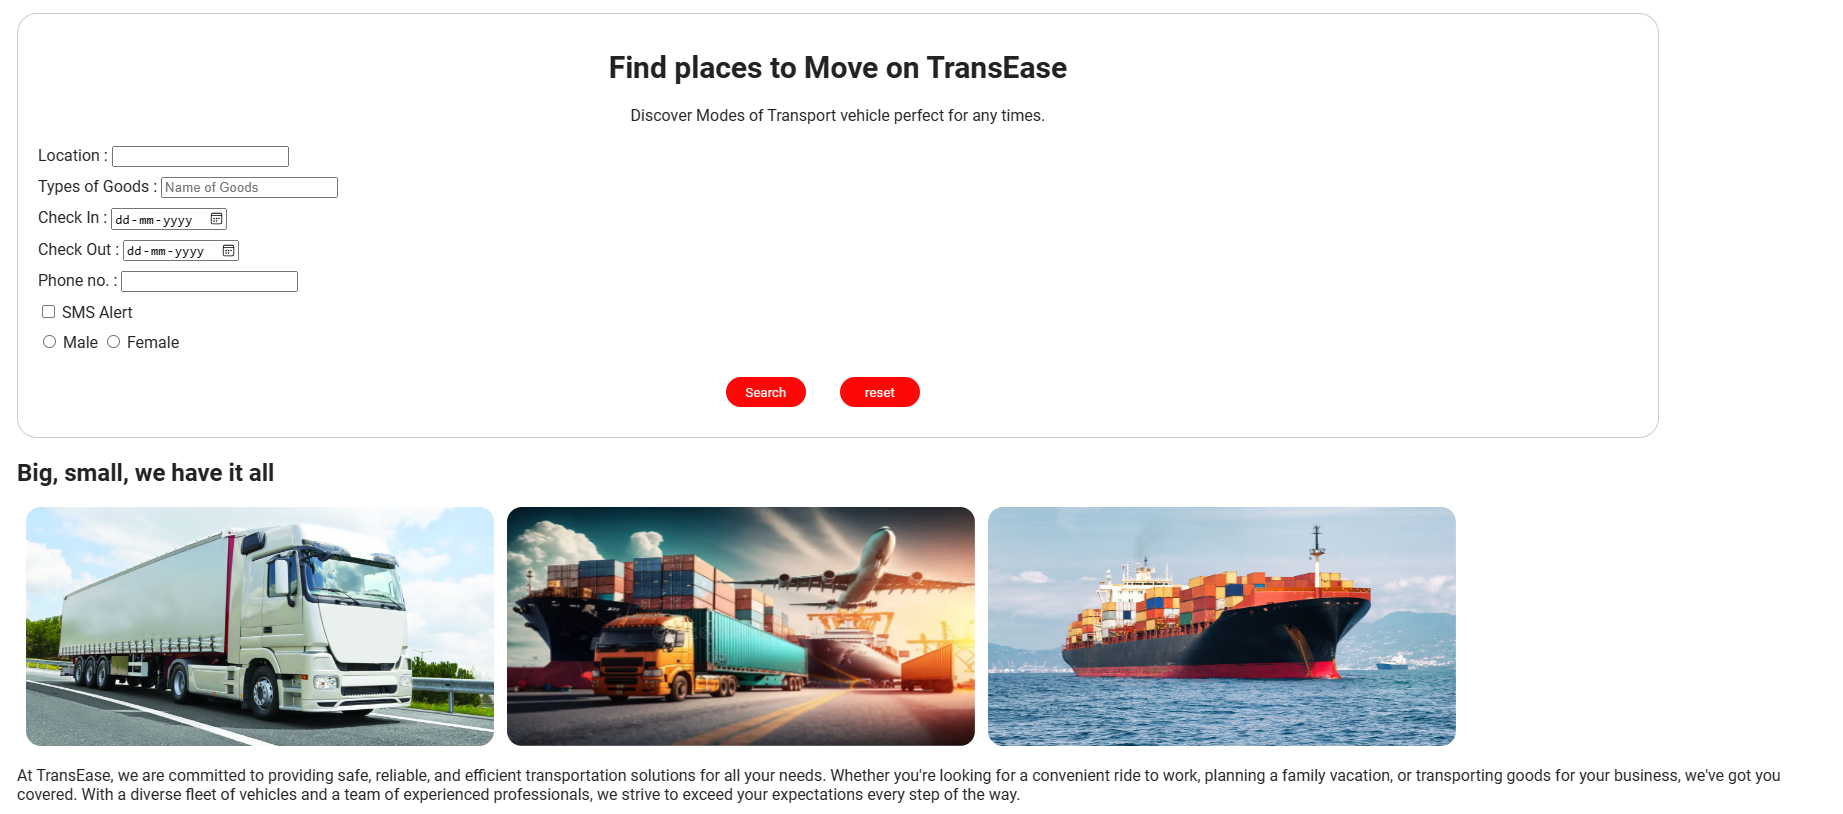 Find places to Move on TransEase
Discover Modes of Transport vehicle perfect for any times.
Location :
Types of Goods : Name of Goods
Check In : dd-mm-yyyy
Check Out : dd-mm-yyyy
Phone no. :
SMS Alert
Male Female
Search reset
Big, small, we have it all
At TransEase, we are committed to providing safe, reliable, and efficient transportation solutions for all your needs. Whether you're looking for a convenient ride to work, planning a family vacation, or transporting goods for your business, we've got you
covered. With a diverse fleet of vehicles and a team of experienced professionals, we strive to exceed your expectations every step of the way.